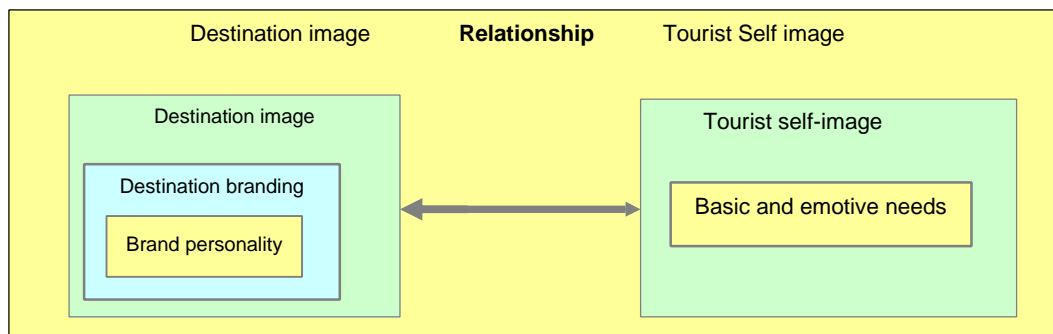 Destination image Relationship Tourist Self image
Destination image
Tourist self-image
Destination branding
Basic and emotive needs
Brand personality